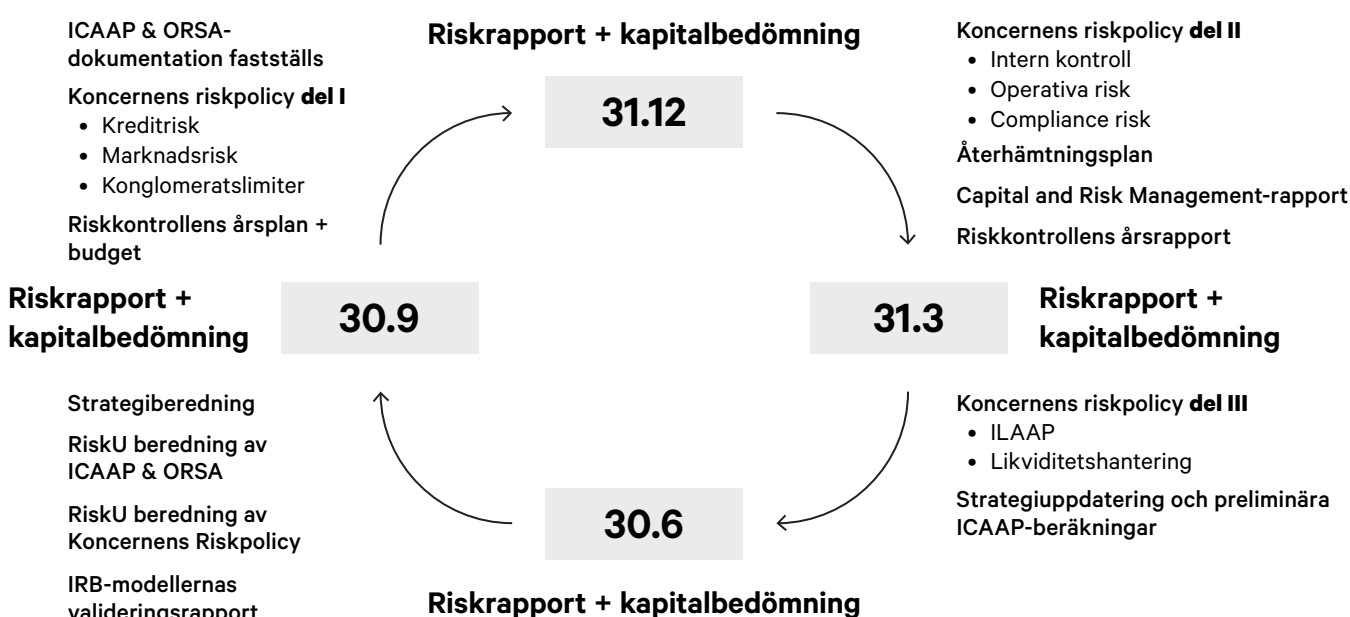 ICAAP & ORSA-
dokumentation fastställs
Koncernens riskpolicy del I
• Kreditrisk
• Marknadsrisk
• Konglomeratslimiter
Riskkontrollens årsplan +
budget
Riskrapport + kapitalbedömning
31.12
Koncernens riskpolicy del II
• Intern kontroll
• Operativa risk
• Compliance risk
Återhämtningsplan
Capital and Risk Management-rapport
Riskkontrollens årsrapport
Riskrapport +
kapitalbedömning
30.9
31.3
Riskrapport +
kapitalbedömning
Strategiberedning
RiskU beredning av
ICAAP & ORSA
RiskU beredning av
Koncernens Riskpolicy
IRB-modellernas
valideringsrapport
30.6
Riskrapport + kapitalbedömning
Koncernens riskpolicy del III
• ILAAP
• Likviditetshantering
Strategiuppdatering och preliminära
ICAAP-beräkningar